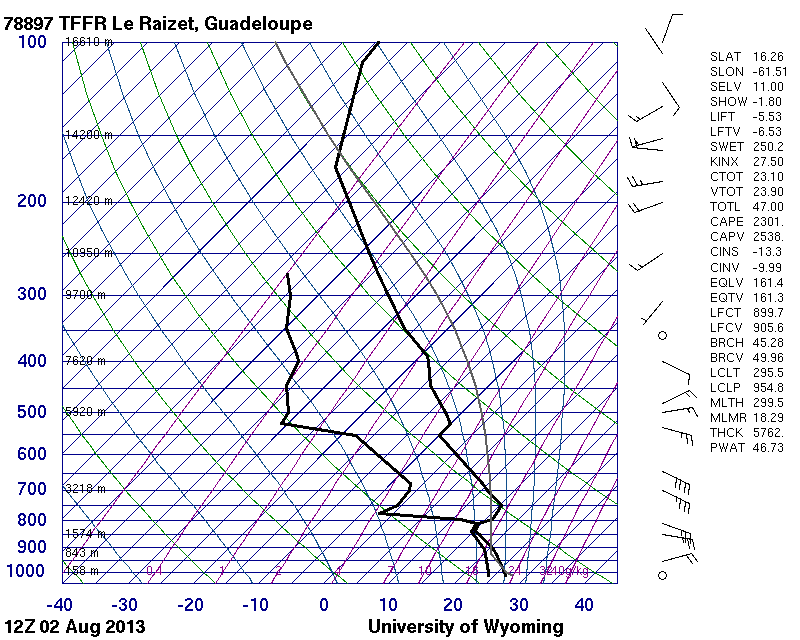 78897 TFFR Le Raizet, Guadeloupe
100
16610 m
14200 m
200
12420 m
10950 m
300
9700 m
400
7620 m
500
5920 m
600
700
3218 m
800
1574 m
900
843 m
1000
158 m
0.4 1 2 4 7 10 16 24 32 40g/kg
-40 -30 -20 -10 0 10 20 30 40
12Z 02 Aug 2013 University of Wyoming
SLAT 16.26
SLON -61.51
SELV 11.00
SHOW -1.80
LIFT -5.53
LFTV -6.53
SWET 250.2
KINX 27.50
CTOT 23.10
VTOT 23.90
TOTL 47.00
CAPE 2301.
CAPV 2538.
CINS -13.3
CINV -9.99
EQLV 161.4
EQTV 161.3
LFCT 899.7
LFCV 905.6
BRCH 45.28
BRCV 49.96
LCLT 295.5
LCLP 954.8
MLTH 299.5
MLMR 18.29
THCK 5762.
PWAT 46.73